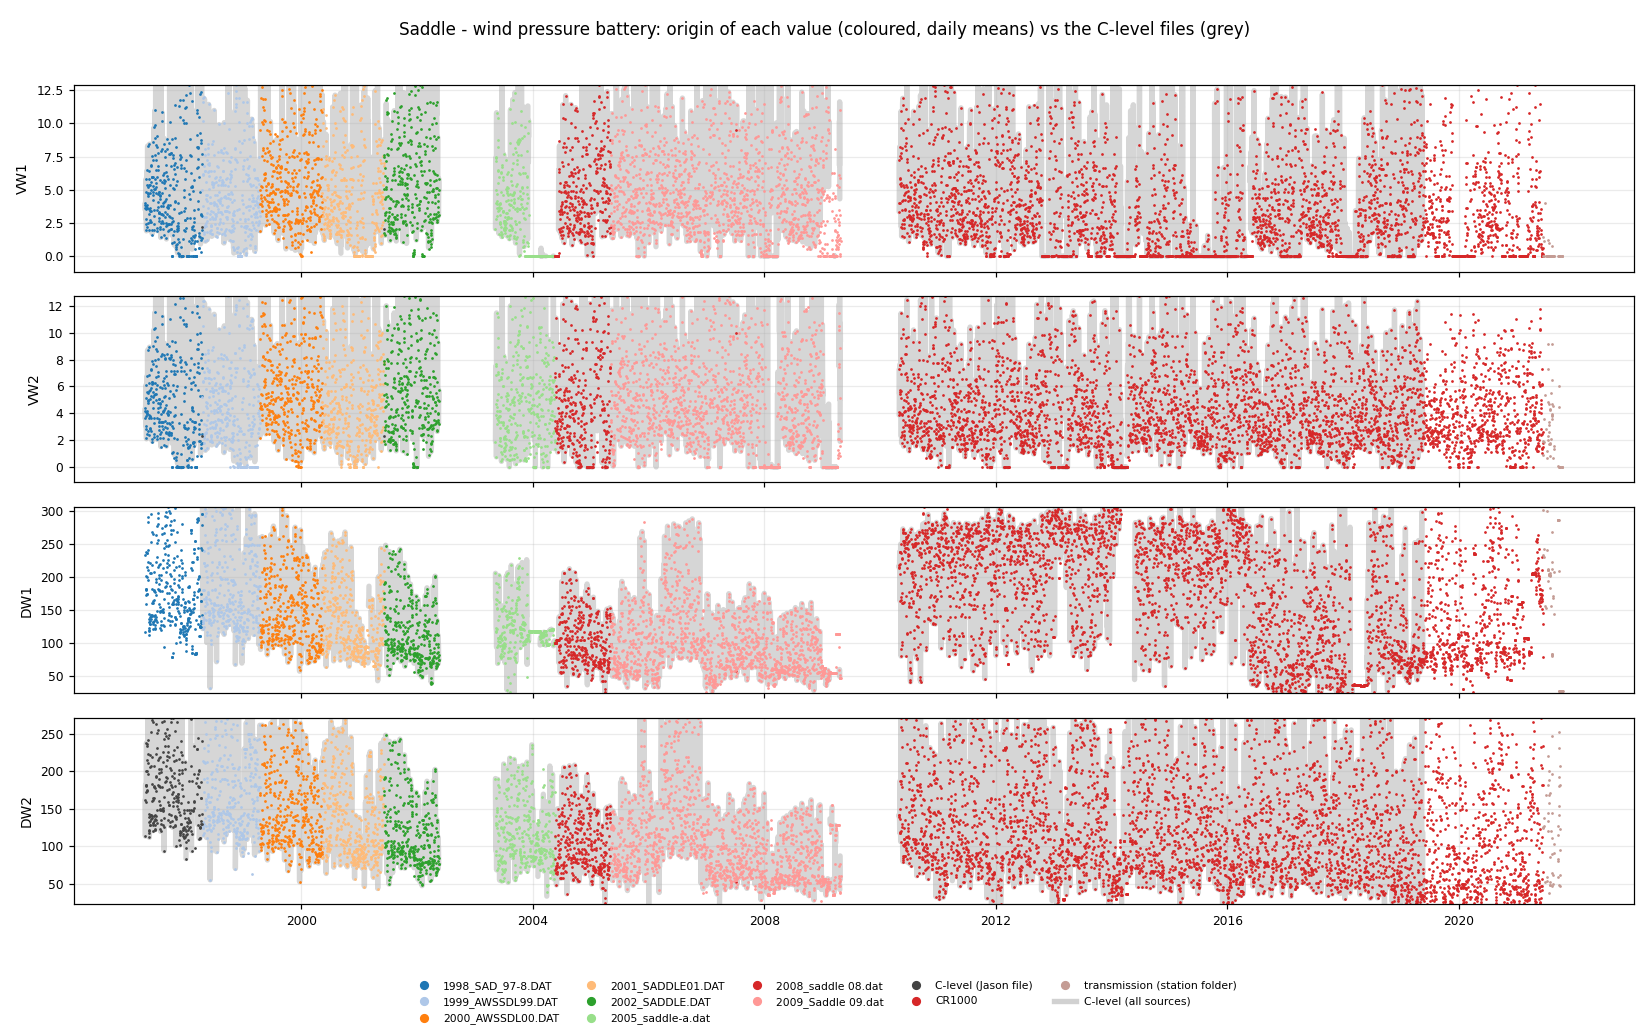 Saddle - wind pressure battery: origin of each value (coloured, daily means) vs the C-level files (grey)
VW1
12.5
10.0
7.5
5.0
2.5
0.0
VW2
12
10
8
6
4
2
0
DW1
300
250
200
150
100
50
DW2
250
200
150
100
50
2000 2004 2008 2012 2016 2020
1998_SAD_97-8.DAT 2001_SADDLE01.DAT 2008_saddle 08.dat C-level (Jason file) transmission (station folder)
1999_AWSSDL99.DAT 2002_SADDLE.DAT 2009_Saddle 09.dat CR1000 C-level (all sources)
2000_AWSSDL00.DAT 2005_saddle-a.dat